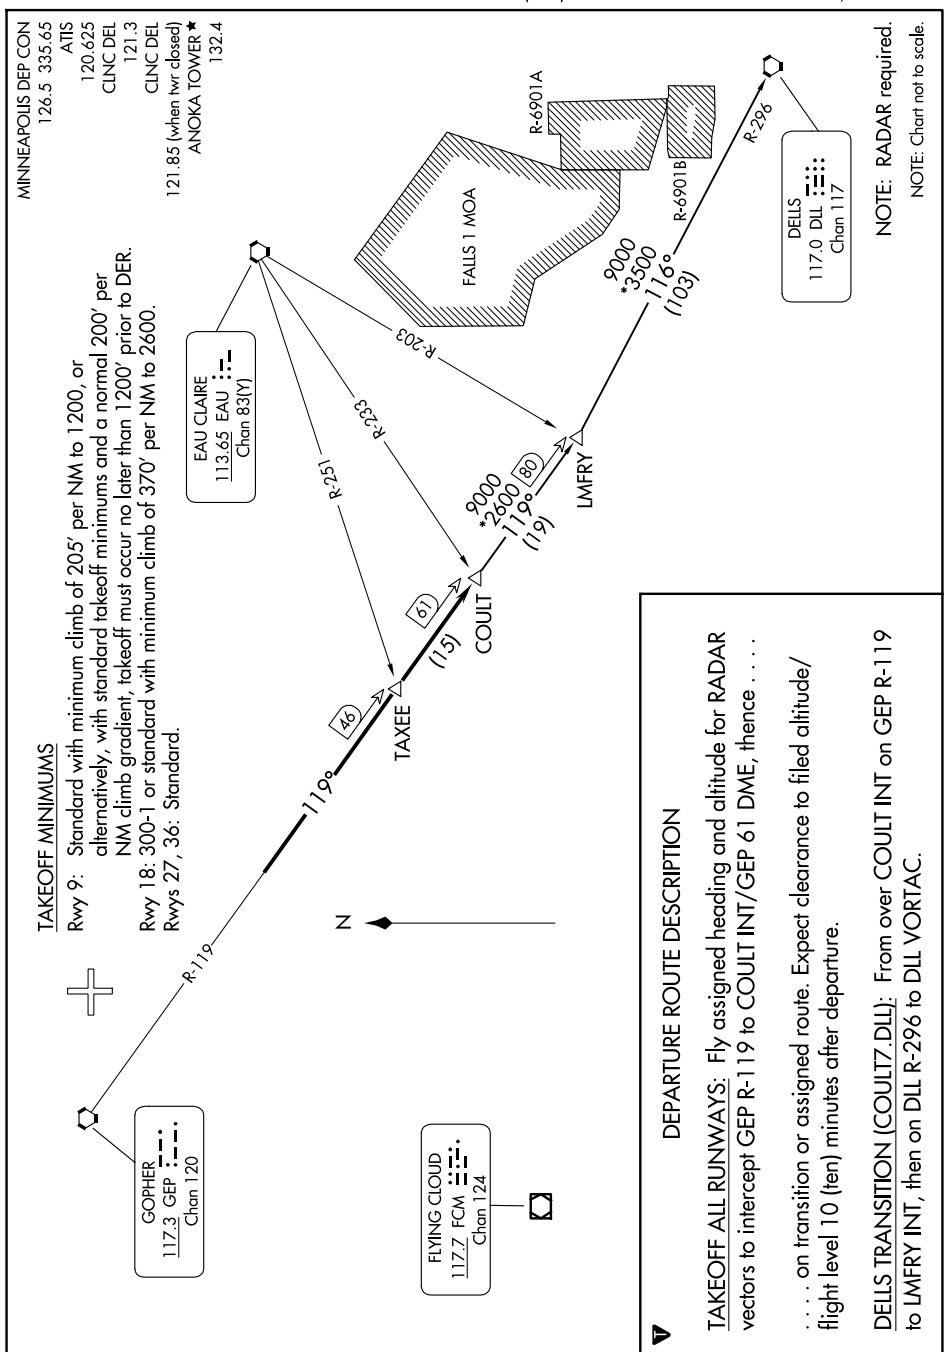 MINNEAPOLIS DEP CON
126.5 335.65
ATIS
120.625
CLNC DEL
121.3
CLNC DEL
121.85 (when twr closed)
ANOKA TOWER ★
132.4
TAKEOFF MINIMUMS
Rwy 9: Standard with minimum climb of 205' per NM to 1200, or
alternatively, with standard takeoff minimums and a normal 200' per
NM climb gradient, takeoff must occur no later than 1200' prior to DER.
Rwy 18: 300-1 or standard with minimum climb of 370' per NM to 2600.
Rwys 27, 36: Standard.
GOPHER
117.3 GEP
Chan 120
R-119
119°
N
FLYING CLOUD
117.7 FCM
Chan 124
EAU CLAIRE
113.65 EAU
Chan 83(Y)
R-251
R-233
R-203
46
TAXEE
(15)
61
COULT
9000
*2600
119°
(19)
80
LMFRY
FALLS 1 MOA
R-6901A
R-6901B
9000
*3500
116°
(103)
R-296
DELLS
117.0 DLL
Chan 117
NOTE: RADAR required.
NOTE: Chart not to scale.
T
DEPARTURE ROUTE DESCRIPTION
TAKEOFF ALL RUNWAYS: Fly assigned heading and altitude for RADAR
vectors to intercept GEP R-119 to COULT INT/GEP 61 DME, thence . . . .
. . . . on transition or assigned route. Expect clearance to filed altitude/
flight level 10 (ten) minutes after departure.
DELLS TRANSITION (COULT7.DLL): From over COULT INT on GEP R-119
to LMFRY INT, then on DLL R-296 to DLL VORTAC.